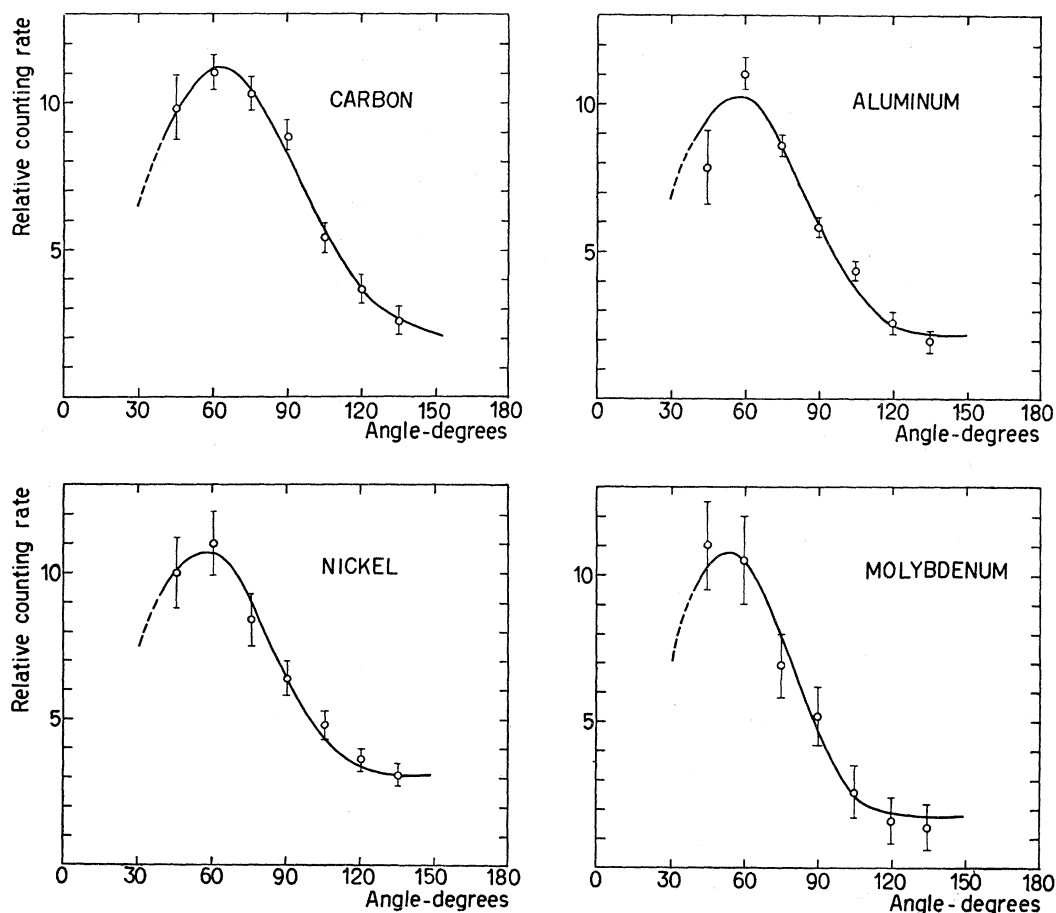 Relative counting rate
10
5
CARBON
0 30 60 90 120 150 180
Angle-degrees
10
5
ALUMINUM
0 30 60 90 120 150 180
Angle-degrees
Relative counting rate
10
5
NICKEL
0 30 60 90 120 150 180
Angle-degrees
10
5
MOLYBDENUM
0 30 60 90 120 150 180
Angle- degrees